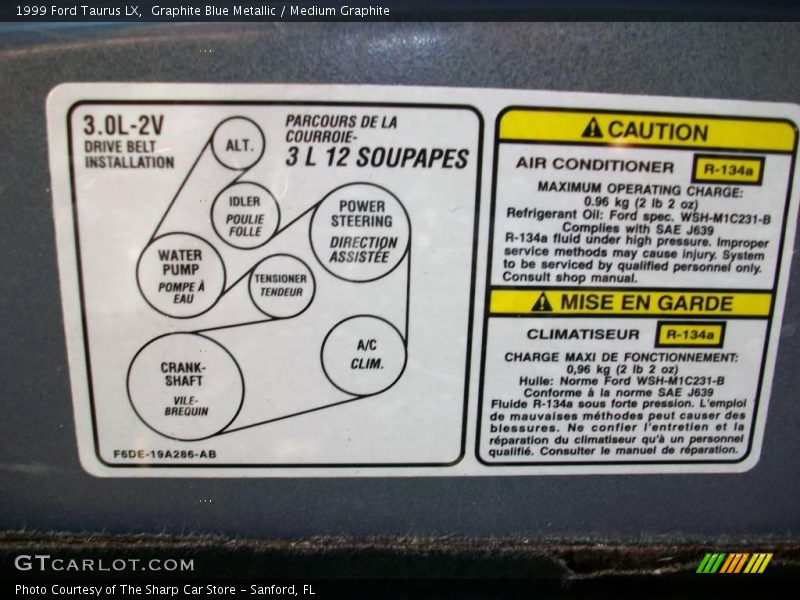 1999 Ford Taurus LX,  Graphite Blue Metallic / Medium Graphite
3.0L-2V
DRIVE BELT
INSTALLATION
PARCOURS DE LA
COURROIE-
3 L 12 SOUPAPES
ALT.
IDLER
POULIE
FOLLE
POWER
STEERING
DIRECTION
ASSISTÉE
WATER
PUMP
POMPE À
EAU
TENSIONER
TENDEUR
A/C
CLIM.
CRANK-
SHAFT
VILE-
BREQUIN
F6DE-19A286-AB
CAUTION
AIR CONDITIONER R-134a
MAXIMUM OPERATING CHARGE:
0.96 kg (2 lb 2 oz)
Refrigerant Oil: Ford spec. WSH-M1C231-B
Complies with SAE J639
R-134a fluid under high pressure. Improper
service methods may cause injury. System
to be serviced by qualified personnel only.
Consult shop manual.
MISE EN GARDE
CLIMATISEUR R-134a
CHARGE MAXI DE FONCTIONNEMENT:
0,96 kg (2 lb 2 oz)
Huile: Norme Ford WSH-M1C231-B
Conforme à la norme SAE J639
Fluide R-134a sous forte pression. L'emploi
de mauvaises méthodes peut causer des
blessures. Ne confier l'entretien et la
réparation du climatiseur qu'à un personnel
qualifié. Consulter le manuel de réparation.
GTCARLOT.COM
Photo Courtesy of The Sharp Car Store - Sanford, FL